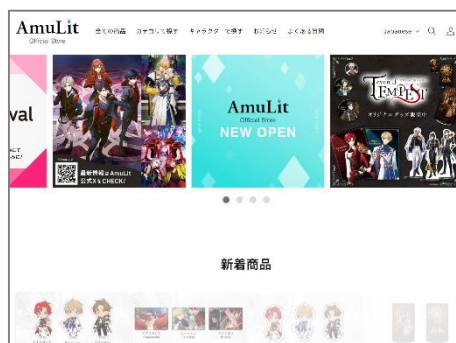 AmuLit
Official Store
全ての商品 カテゴリで探す キャラクターで探す お知らせ よくある質問
Japanese
val
最新情報はAmuLit
公式XをCHECK!
AmuLit
Official Store
NEW OPEN
TEMPEST
オリジナルグッズ販売中
新着商品